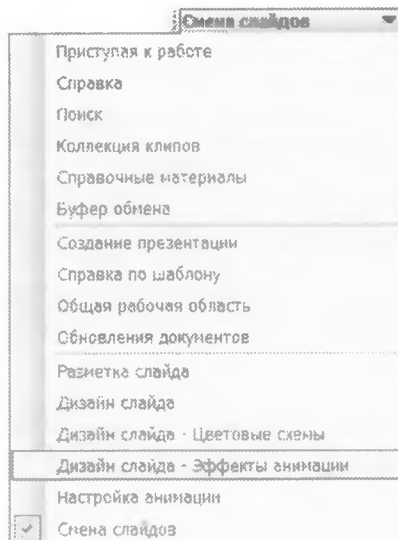 Смена слайдов
Приступая к работе
Справка
Поиск
Коллекция клипов
Справочные материалы
Буфер обмена
Создание презентации
Справка по шаблону
Общая рабочая область
Обновления документов
Разметка слайда
Дизайн слайда
Дизайн слайда - Цветовые схемы
Дизайн слайда - Эффекты анимации
Настройка анимации
Смена слайдов